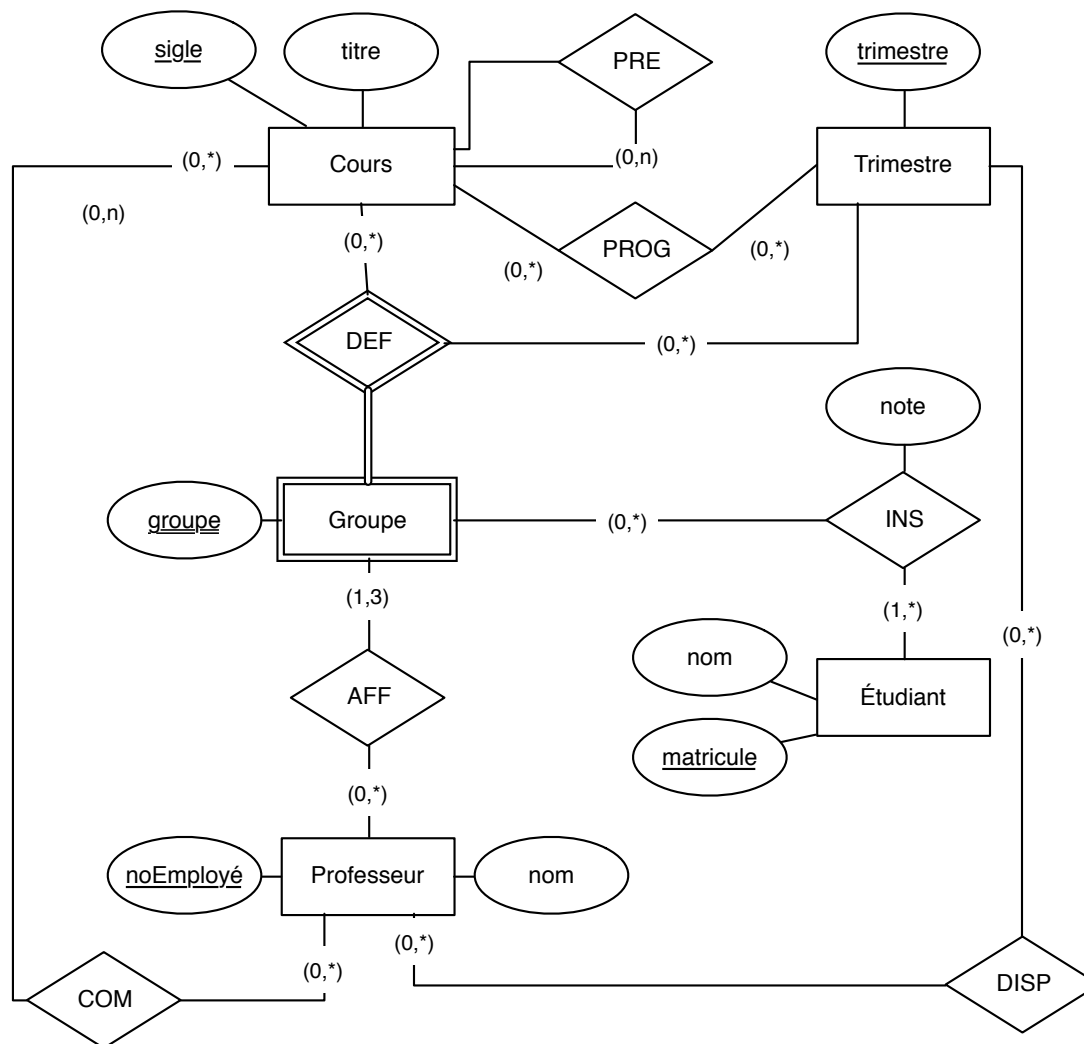 sigle
titre
PRE
trimestre
(0,*)
Cours
(0,n)
Trimestre
(0,n)
(0,*)
(0,*)
PROG
(0,*)
DEF
(0,*)
note
groupe
Groupe
(0,*)
INS
(1,3)
(1,*)
(0,*)
nom
AFF
Étudiant
matricule
(0,*)
noEmployé
Professeur
nom
(0,*)
(0,*)
COM
DISP